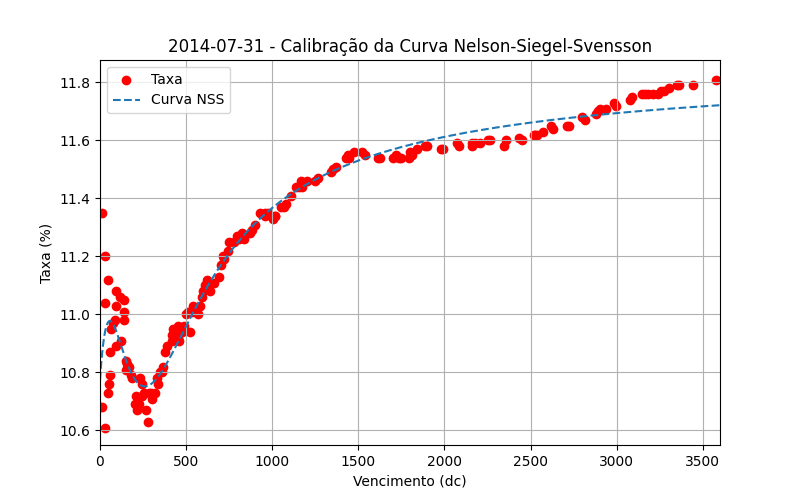 2014-07-31 - Calibração da Curva Nelson-Siegel-Svensson
Taxa
Curva NSS
Taxa (%)
11.8
11.6
11.4
11.2
11.0
10.8
10.6
0 500 1000 1500 2000 2500 3000 3500
Vencimento (dc)